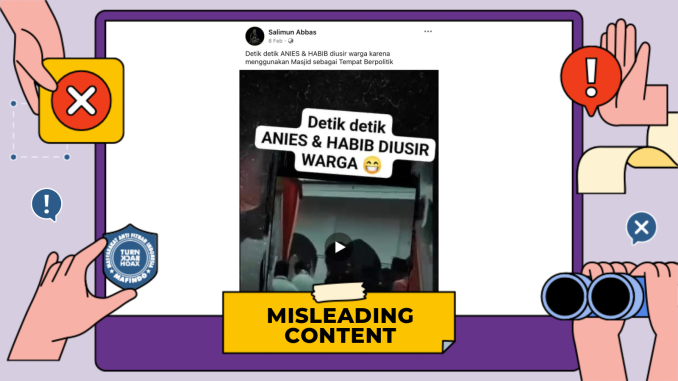 Salimun Abbas
8 Feb
Detik detik ANIES & HABIB diusir warga karena
menggunakan Masjid sebagai Tempat Berpolitik
Detik detik
ANIES & HABIB DIUSIR
WARGA 😁
MASYARAKAT ANTI FITNAH INDONESIA
TURN
BACK
HOAX
MAFINDO
MISLEADING
CONTENT